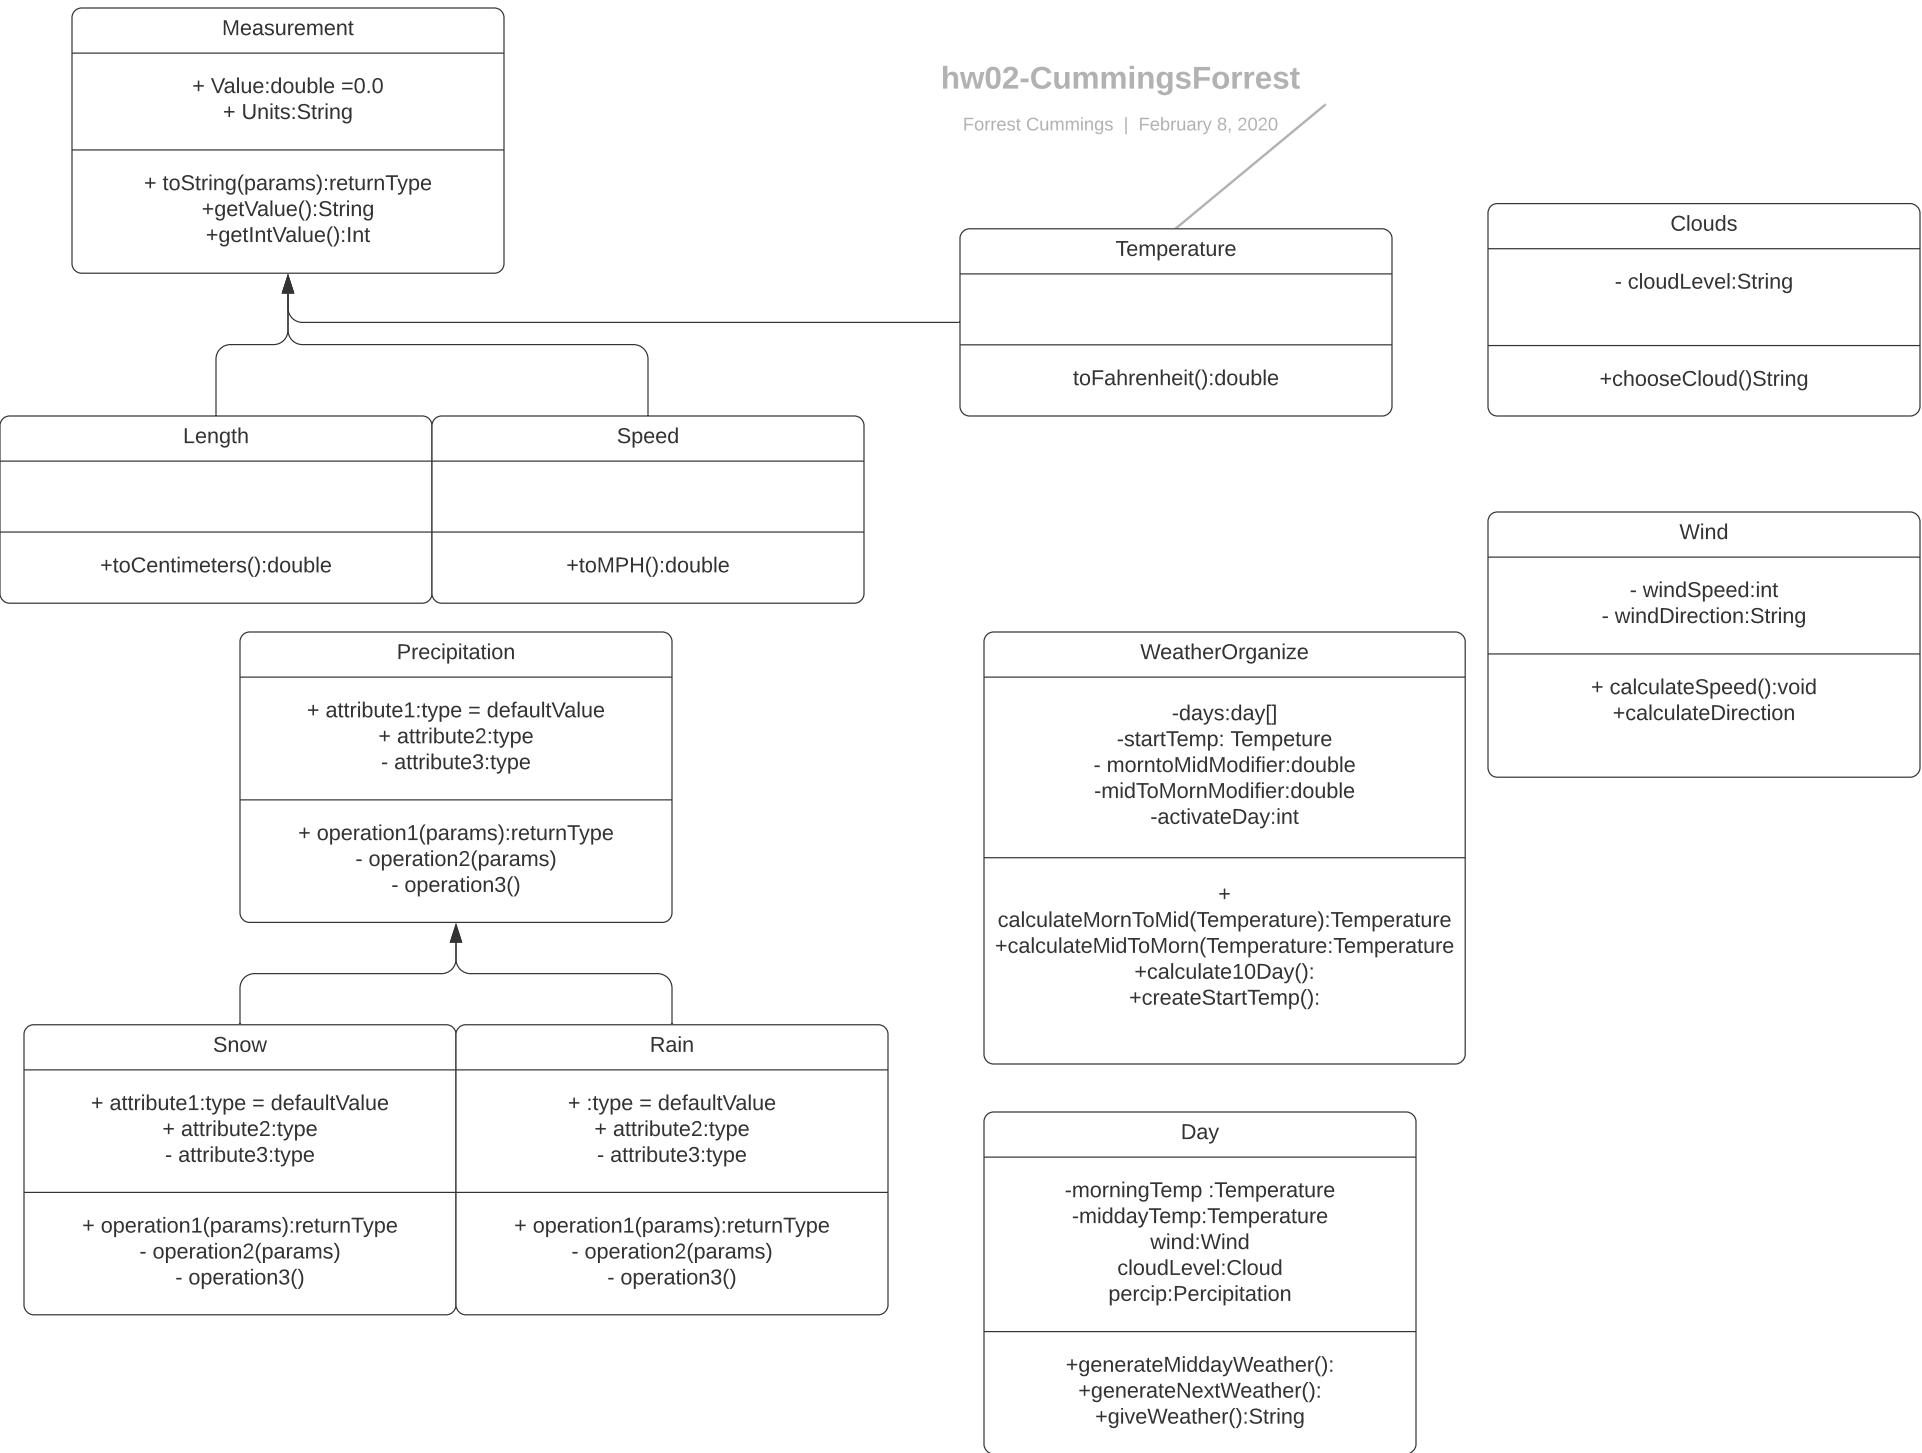 Measurement
+ Value:double =0.0
+ Units:String
+ toString(params):returnType
+getValue():String
+getIntValue():Int
hw02-CummingsForrest
Forrest Cummings | February 8, 2020
Temperature
toFahrenheit():double
Clouds
- cloudLevel:String
+chooseCloud()String
Length
+toCentimeters():double
Speed
+toMPH():double
Wind
- windSpeed:int
- windDirection:String
+ calculateSpeed():void
+calculateDirection
Precipitation
+ attribute1:type = defaultValue
+ attribute2:type
- attribute3:type
+ operation1(params):returnType
- operation2(params)
- operation3()
WeatherOrganize
-days:day[]
-startTemp: Tempeture
- morntoMidModifier:double
-midToMornModifier:double
-activateDay:int
+
calculateMornToMid(Temperature):Temperature
+calculateMidToMorn(Temperature:Temperature
+calculate10Day():
+createStartTemp():
Snow
+ attribute1:type = defaultValue
+ attribute2:type
- attribute3:type
+ operation1(params):returnType
- operation2(params)
- operation3()
Rain
+ :type = defaultValue
+ attribute2:type
- attribute3:type
+ operation1(params):returnType
- operation2(params)
- operation3()
Day
-morningTemp :Temperature
-middayTemp:Temperature
wind:Wind
cloudLevel:Cloud
percip:Percipitation
+generateMiddayWeather():
+generateNextWeather():
+giveWeather():String